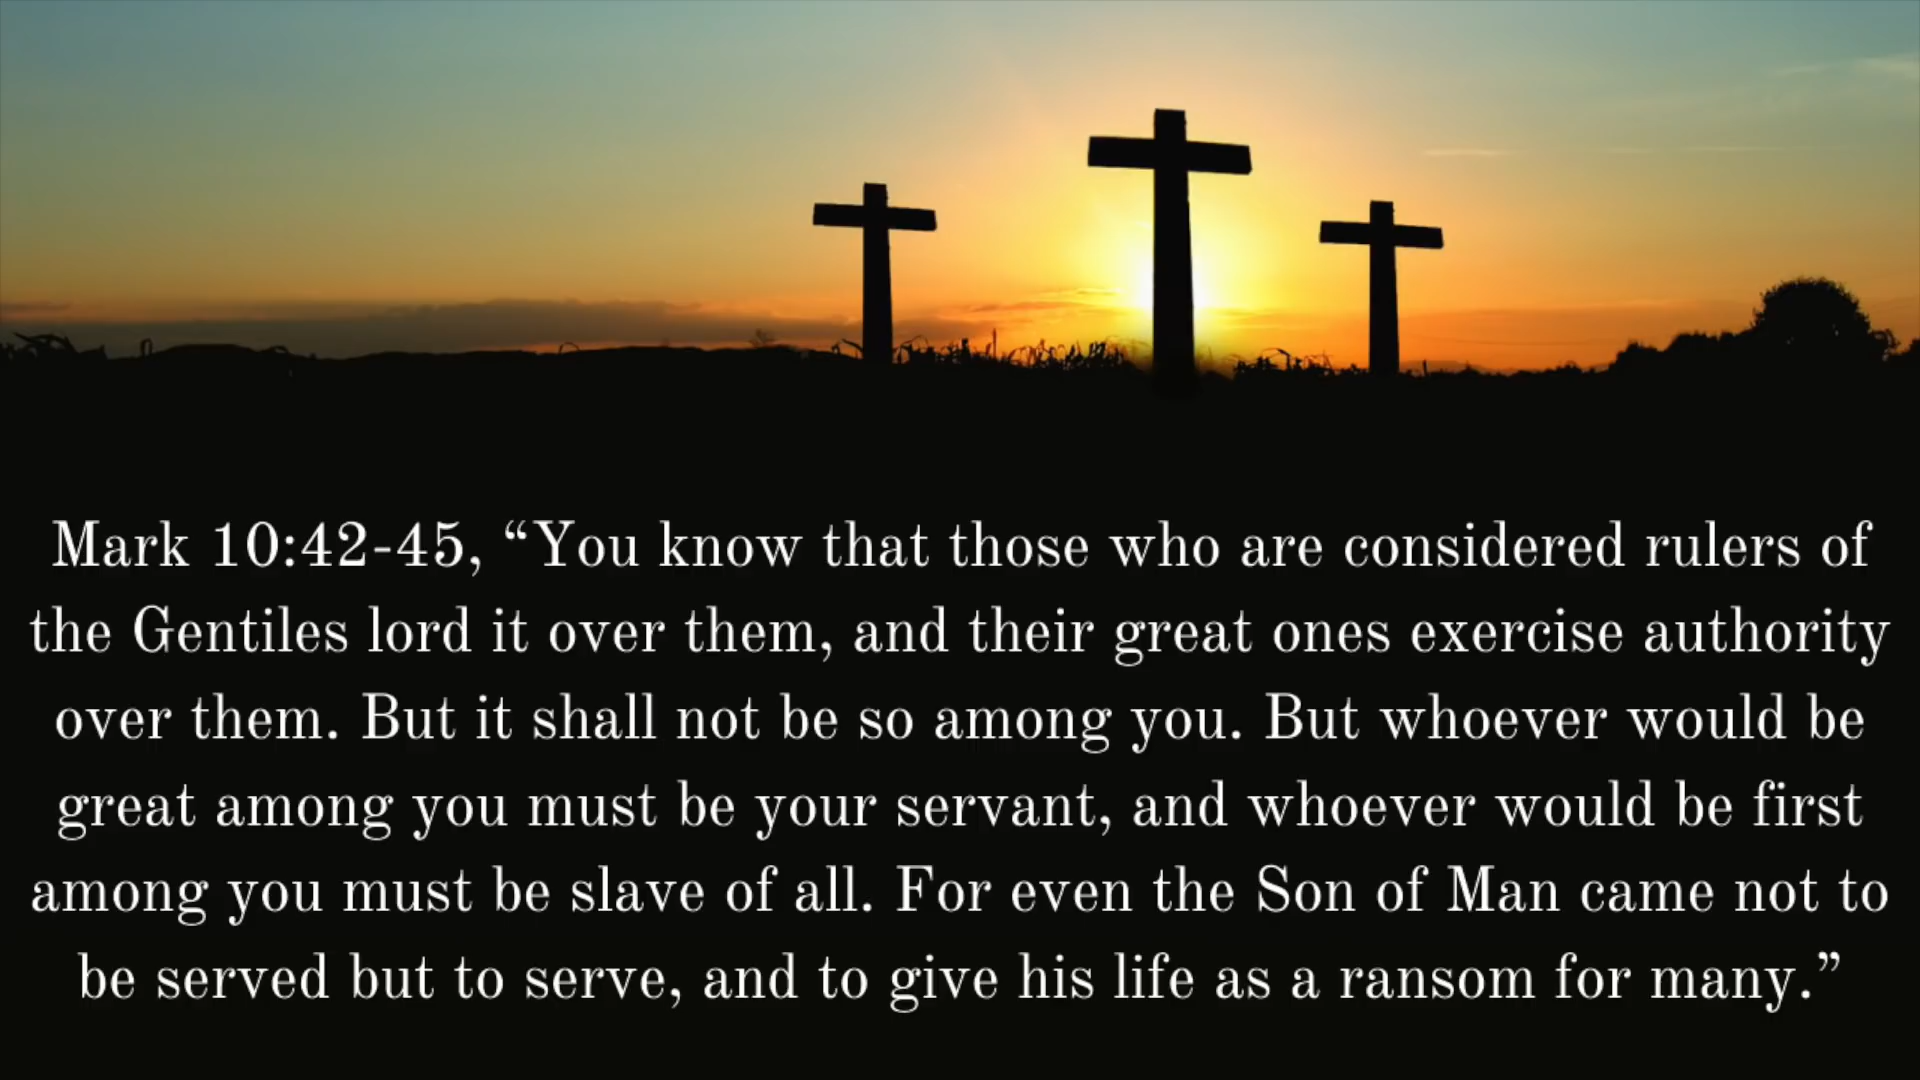 Mark 10:42-45, “You know that those who are considered rulers of
the Gentiles lord it over them, and their great ones exercise authority
over them. But it shall not be so among you. But whoever would be
great among you must be your servant, and whoever would be first
among you must be slave of all. For even the Son of Man came not to
be served but to serve, and to give his life as a ransom for many.”